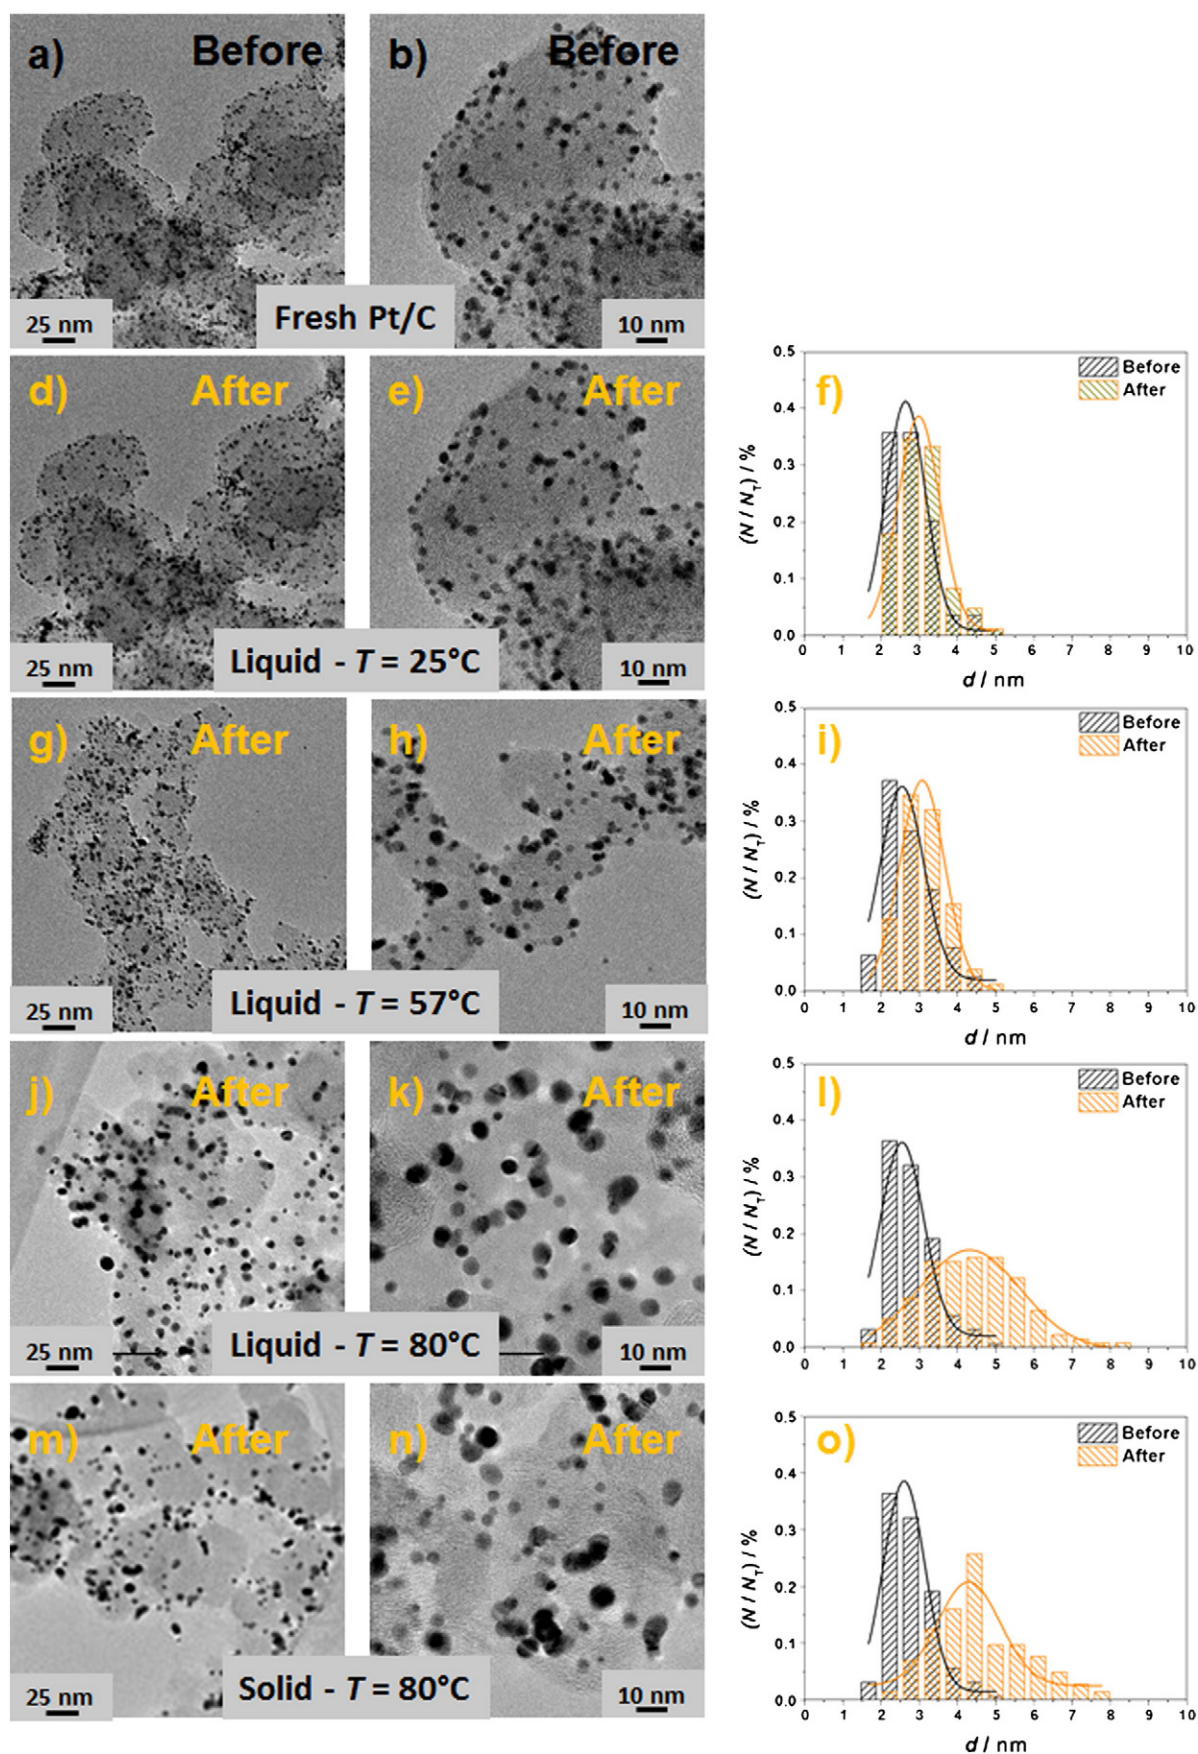 a) Before
b) Before
25 nm
Fresh Pt/C
10 nm
d) After
e) After
25 nm
Liquid - T = 25°C
10 nm
f)
Before
After
0.5
0.4
0.3
0.2
0.1
0.0
(N / N_T) / %
0 1 2 3 4 5 6 7 8 9 10
d / nm
g) After
h) After
25 nm
Liquid - T = 57°C
10 nm
i)
Before
After
0.5
0.4
0.3
0.2
0.1
0.0
(N / N_T) / %
0 1 2 3 4 5 6 7 8 9 10
d / nm
j) After
k) After
25 nm
Liquid - T = 80°C
10 nm
l)
Before
After
0.5
0.4
0.3
0.2
0.1
0.0
(N / N_T) / %
0 1 2 3 4 5 6 7 8 9 10
d / nm
m) After
n) After
25 nm
Solid - T = 80°C
10 nm
o)
Before
After
0.5
0.4
0.3
0.2
0.1
0.0
(N / N_T) / %
0 1 2 3 4 5 6 7 8 9 10
d / nm